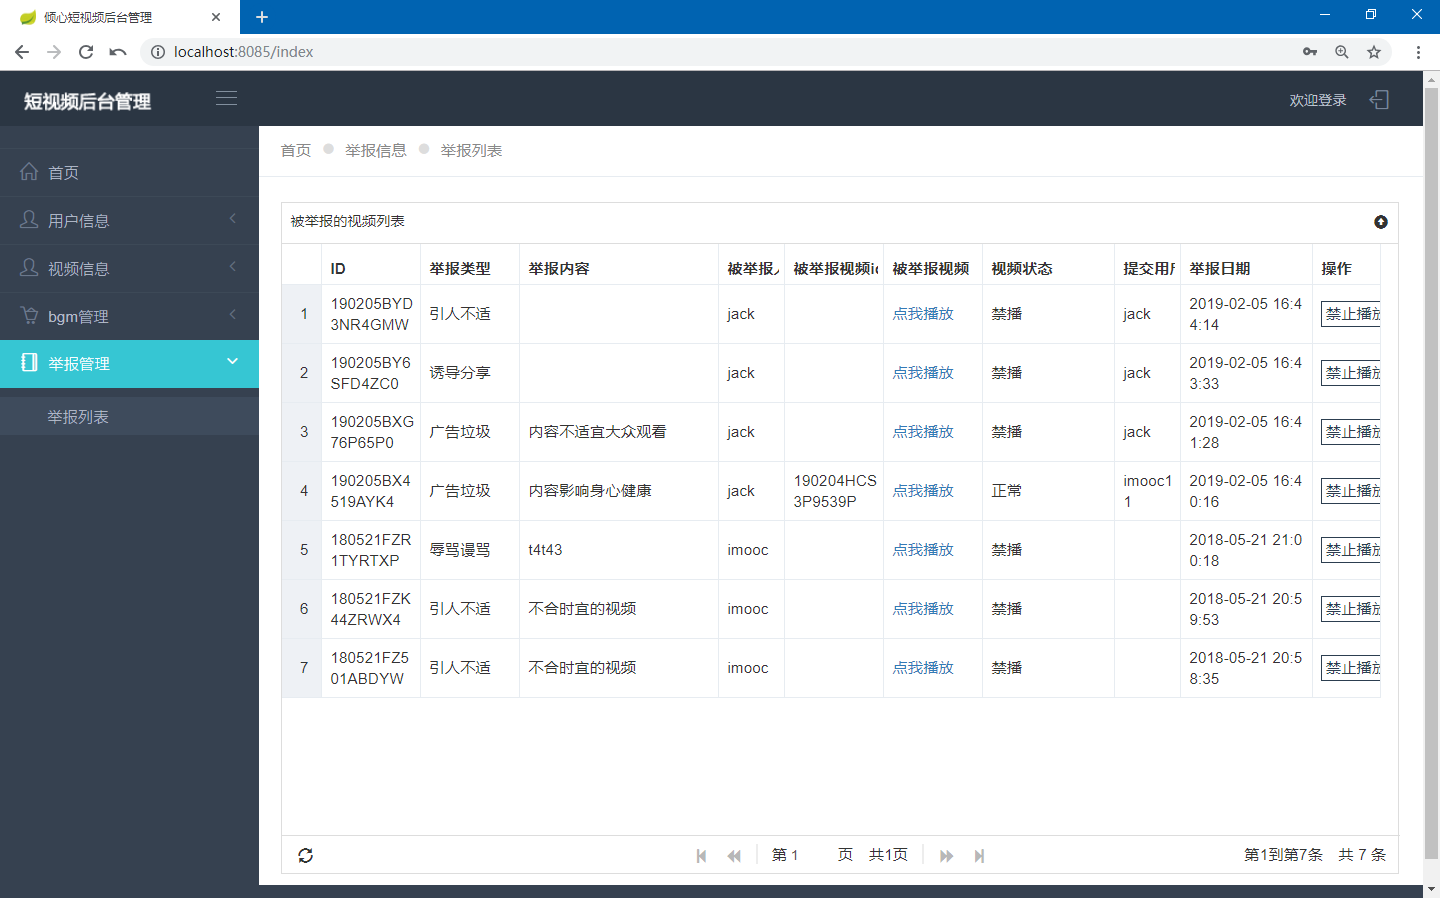 倾心短视频后台管理
localhost:8085/index
短视频后台管理
欢迎登录
首页
用户信息
视频信息
bgm管理
举报管理
举报列表
首页 举报信息 举报列表
被举报的视频列表
ID 举报类型 举报内容 被举报人 被举报视频id 被举报视频 视频状态 提交用户 举报日期 操作
1 190205BYD3NR4GMW 引人不适 jack 点我播放 禁播 jack 2019-02-05 16:44:14 禁止播放
2 190205BY6SFD4ZC0 诱导分享 jack 点我播放 禁播 jack 2019-02-05 16:43:33 禁止播放
3 190205BXG76P65P0 广告垃圾 内容不适宜大众观看 jack 点我播放 禁播 jack 2019-02-05 16:41:28 禁止播放
4 190205BX4519AYK4 广告垃圾 内容影响身心健康 jack 190204HCS3P9539P 点我播放 正常 imooc11 2019-02-05 16:40:16 禁止播放
5 180521FZR1TYRTXP 辱骂谩骂 t4t43 imooc 点我播放 禁播 2018-05-21 21:00:18 禁止播放
6 180521FZK44ZRWX4 引人不适 不合时宜的视频 imooc 点我播放 禁播 2018-05-21 20:59:53 禁止播放
7 180521FZ501ABDYW 引人不适 不合时宜的视频 imooc 点我播放 禁播 2018-05-21 20:58:35 禁止播放
第 1 页 共1页
第1到第7条 共 7 条